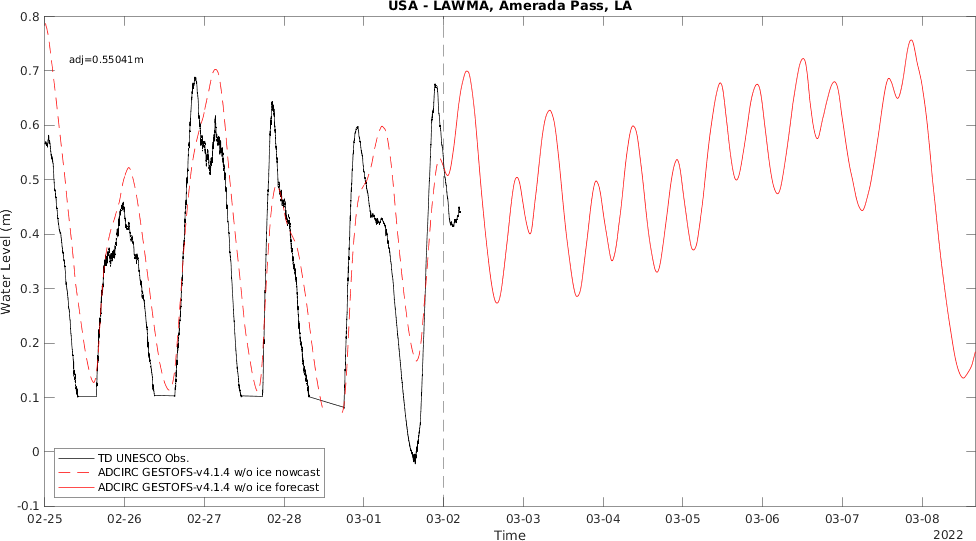 USA - LAWMA, Amerada Pass, LA
0.8
adj=0.55041m
0.7
0.6
0.5
0.4
0.3
0.2
0.1
0
-0.1
Water Level (m)
TD UNESCO Obs.
ADCIRC GESTOFS-v4.1.4 w/o ice nowcast
ADCIRC GESTOFS-v4.1.4 w/o ice forecast
02-25 02-26 02-27 02-28 03-01 03-02 03-03 03-04 03-05 03-06 03-07 03-08
Time
2022